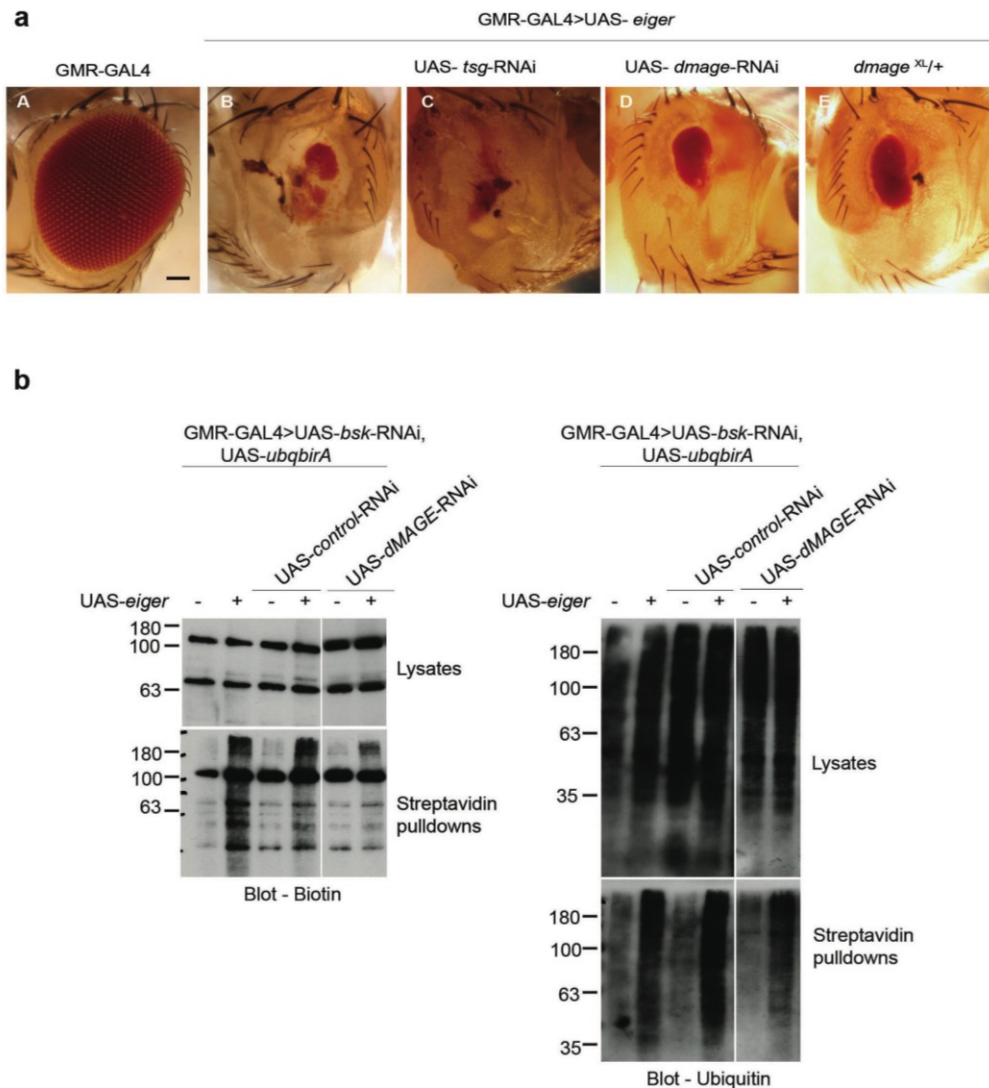 a
GMR-GAL4>UAS- eiger
GMR-GAL4
UAS- tsg-RNAi
UAS- dmage-RNAi
dmage XL/+
A
B
C
D
E
b
GMR-GAL4>UAS-bsk-RNAi,
UAS-ubqbirA
UAS-control-RNAi
UAS-dMAGE-RNAi
UAS-eiger - + - + - +
180
100
63
Lysates
180
100
63
Streptavidin
pulldowns
Blot - Biotin
GMR-GAL4>UAS-bsk-RNAi,
UAS-ubqbirA
UAS-control-RNAi
UAS-dMAGE-RNAi
UAS-eiger - + - + - +
180
100
63
35
Lysates
180
100
63
35
Streptavidin
pulldowns
Blot - Ubiquitin